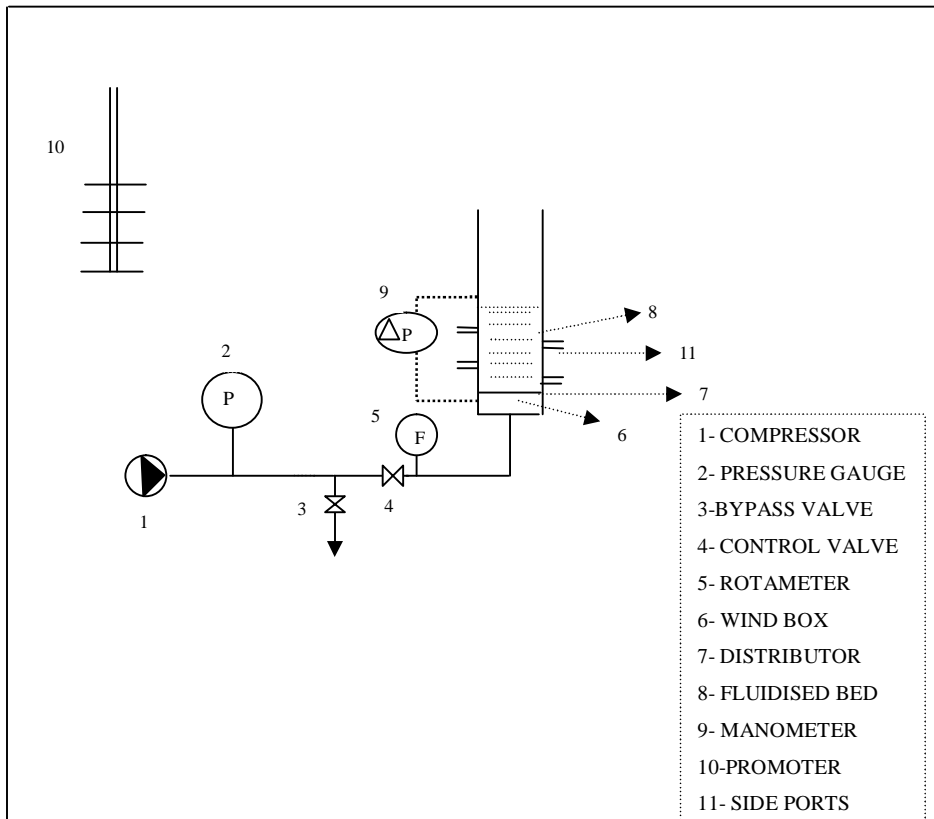 10
9
8
P
11
2
7
P
5
6
F
3
4
1
1- COMPRESSOR
2- PRESSURE GAUGE
3-BYPASS VALVE
4- CONTROL VALVE
5- ROTAMETER
6- WIND BOX
7- DISTRIBUTOR
8- FLUIDISED BED
9- MANOMETER
10-PROMOTER
11- SIDE PORTS